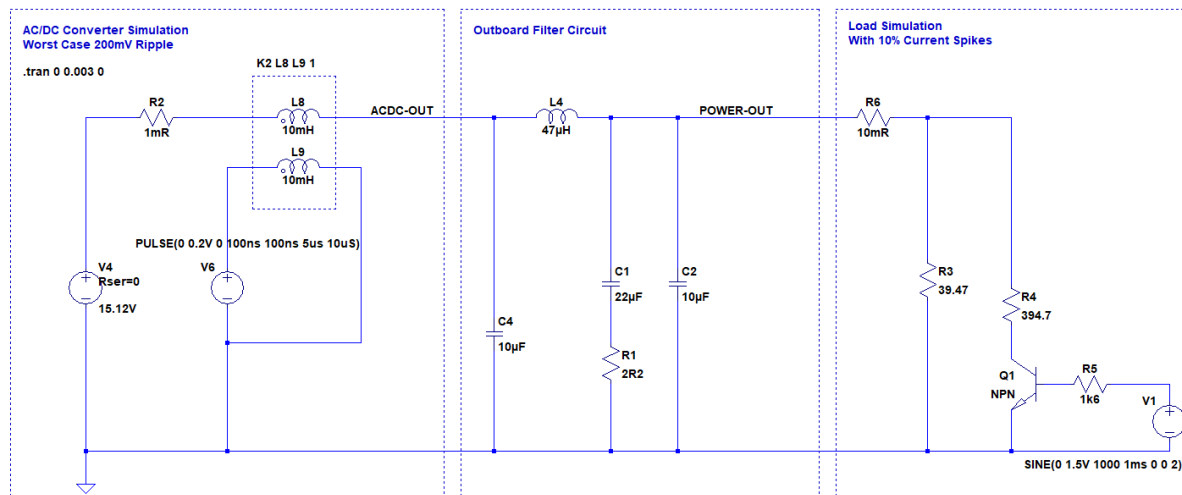 AC/DC Converter Simulation
Worst Case 200mV Ripple
.tran 0 0.003 0
K2 L8 L9 1
R2
1mR
L8
10mH
L9
10mH
ACDC-OUT
PULSE(0 0.2V 0 100ns 100ns 5us 10uS)
V4
Rser=0
15.12V
V6
Outboard Filter Circuit
L4
47µH
POWER-OUT
C4
10µF
C1
22µF
R1
2R2
C2
10µF
Load Simulation
With 10% Current Spikes
R6
10mR
R3
39.47
R4
394.7
Q1
NPN
R5
1k6
V1
SINE(0 1.5V 1000 1ms 0 0 2)